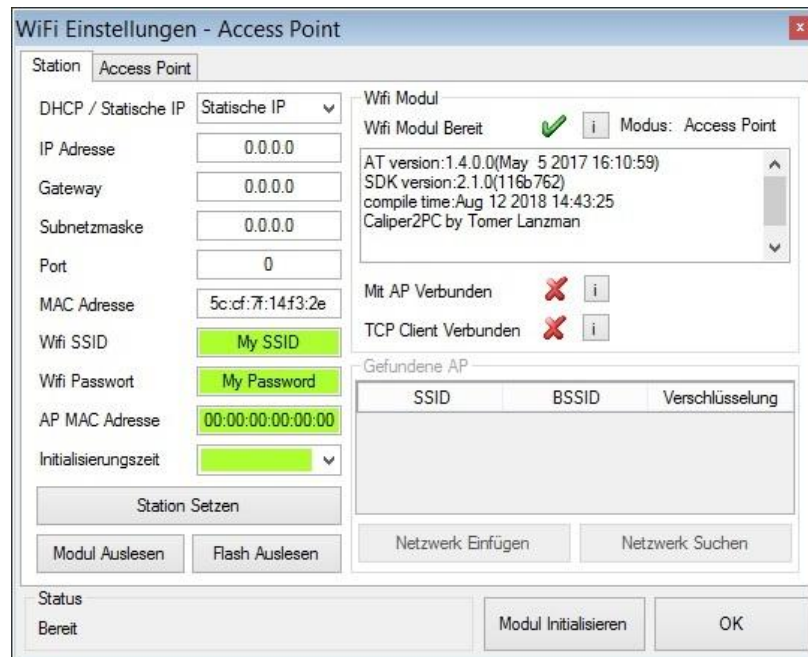 WiFi Einstellungen - Access Point
x
Station
Access Point
DHCP / Statische IP
Statische IP
IP Adresse
0.0.0.0
Gateway
0.0.0.0
Subnetzmaske
0.0.0.0
Port
0
MAC Adresse
5c:cf:7f:14:f3:2e
Wifi SSID
My SSID
Wifi Passwort
My Password
AP MAC Adresse
00:00:00:00:00:00
Initialisierungszeit
Station Setzen
Modul Auslesen
Flash Auslesen
Wifi Modul
Wifi Modul Bereit
i
Modus: Access Point
AT version:1.4.0.0(May 5 2017 16:10:59)
SDK version:2.1.0(116b762)
compile time:Aug 12 2018 14:43:25
Caliper2PC by Tomer Lanzman
Mit AP Verbunden
i
TCP Client Verbunden
i
Gefundene AP
SSID
BSSID
Verschlüsselung
Netzwerk Einfügen
Netzwerk Suchen
Status
Bereit
Modul Initialisieren
OK